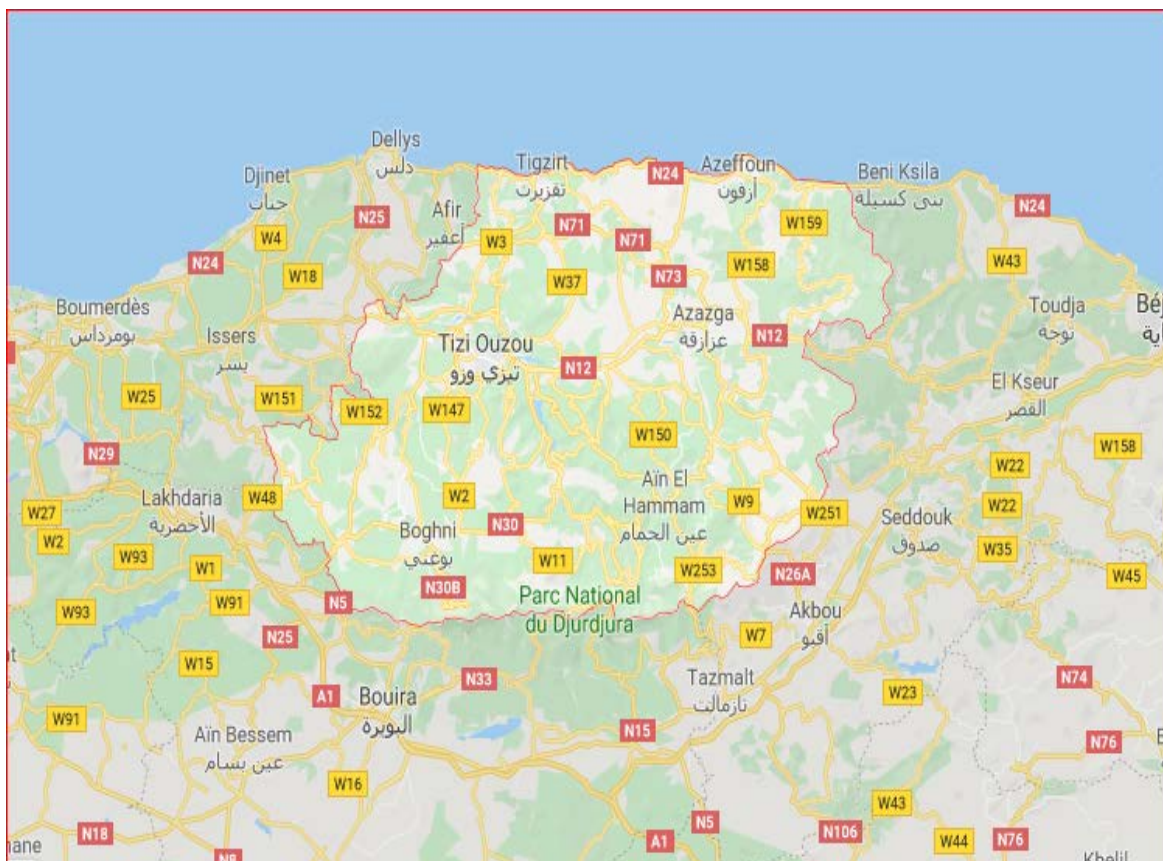 Dellys
دلس
Tigzirt
تقزيرت
N24
Azeffoun
أزفون
Beni Ksila
بني كسيلة
Djinet
جنات
N25
Afir
أعفير
N71
W159
N24
W4
W3
N71
N24
W18
W37
N73
W158
W43
Boumerdès
بومرداس
Issers
يسر
Azazga
عزازقة
Toudja
توجة
N12
Tizi Ouzou
تيزي وزو
N12
El Kseur
القصر
W25
W151
W152
W147
W150
N29
W158
W22
Lakhdaria
الأخضرية
W48
W2
Aïn El
Hammam
عين الحمام
W9
W251
W22
W27
W2
Seddouk
صدوق
N30
Boghni
بوغني
W93
W1
W11
W253
N26A
W35
W45
N30B
Parc National
du Djurdjura
W93
W91
N5
Akbou
أقبو
N25
W7
W15
N33
Tazmalt
تازمالت
A1
Bouira
البويرة
W23
N74
W91
Aïn Bessem
عين بسام
N15
N76
W16
W43
N18
N5
N106
A1
W44
N76